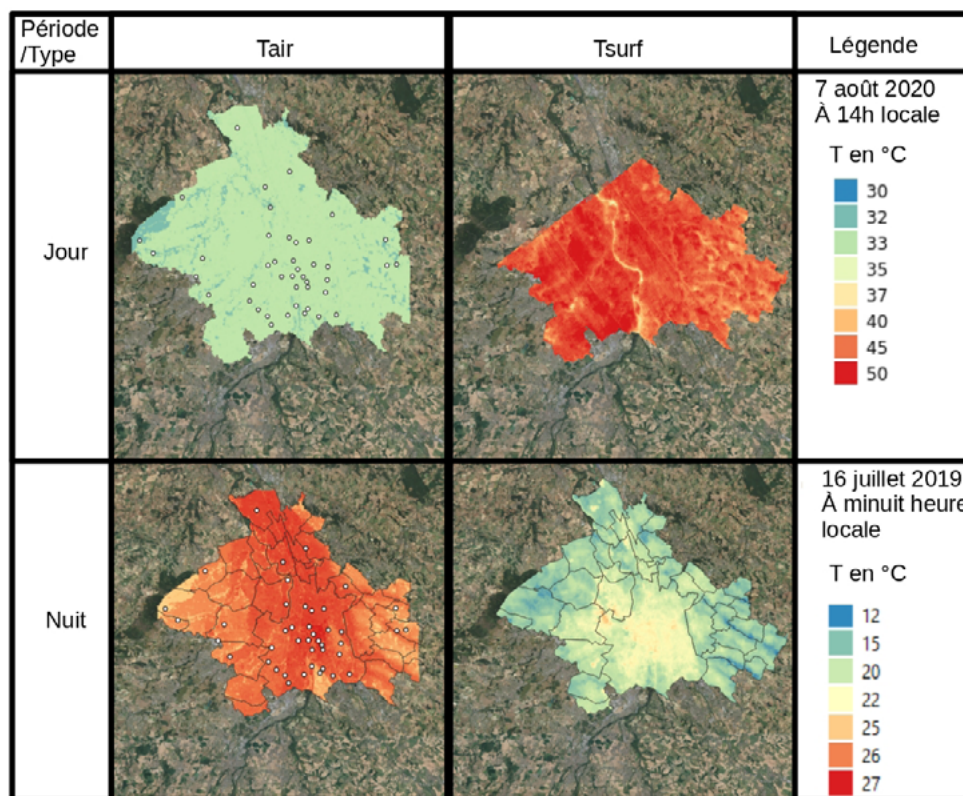 Période
/Type
Tair
Tsurf
Légende
Jour
7 août 2020
À 14h locale
T en °C
30
32
33
35
37
40
45
50
Nuit
16 juillet 2019
À minuit heure
locale
T en °C
12
15
20
22
25
26
27